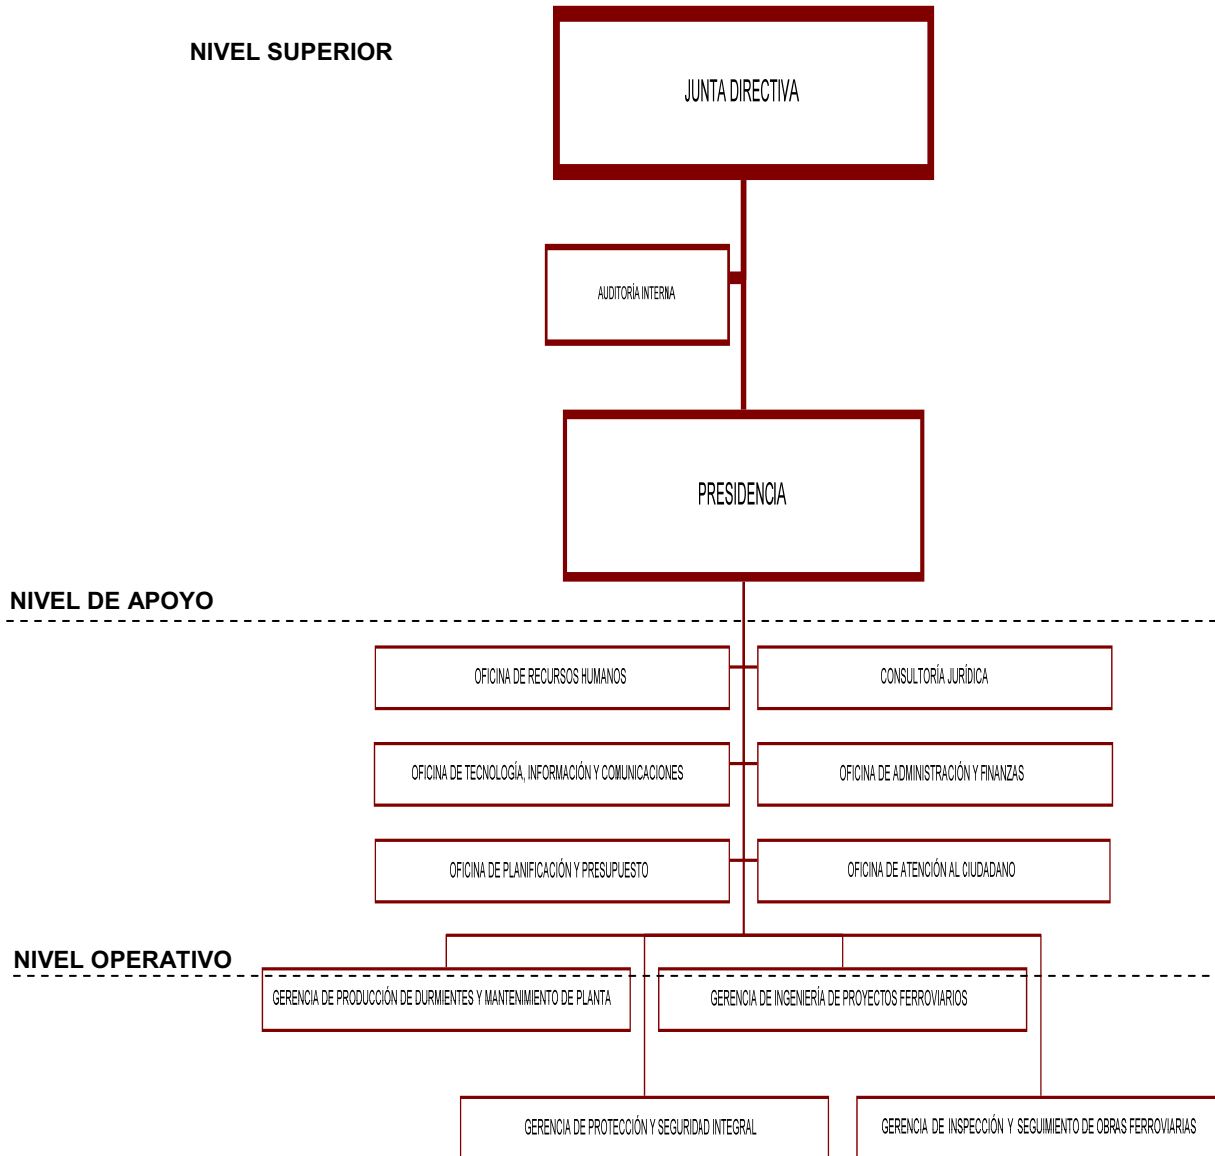 NIVEL SUPERIOR
JUNTA DIRECTIVA
AUDITORÍA INTERNA
PRESIDENCIA
NIVEL DE APOYO
OFICINA DE RECURSOS HUMANOS
CONSULTORÍA JURÍDICA
OFICINA DE TECNOLOGÍA, INFORMACIÓN Y COMUNICACIONES
OFICINA DE ADMINISTRACIÓN Y FINANZAS
OFICINA DE PLANIFICACIÓN Y PRESUPUESTO
OFICINA DE ATENCIÓN AL CIUDADANO
NIVEL OPERATIVO
GERENCIA DE PRODUCCIÓN DE DURMIENTES Y MANTENIMIENTO DE PLANTA
GERENCIA DE INGENIERÍA DE PROYECTOS FERROVIARIOS
GERENCIA DE PROTECCIÓN Y SEGURIDAD INTEGRAL
GERENCIA DE INSPECCIÓN Y SEGUIMIENTO DE OBRAS FERROVIARIAS